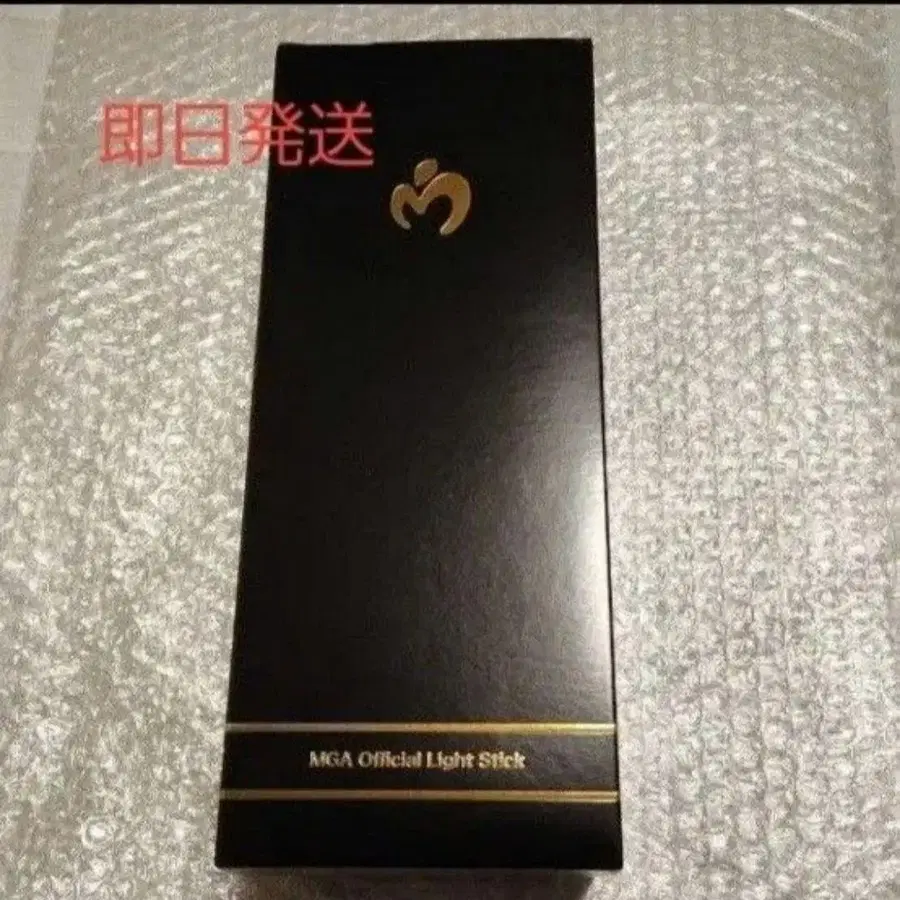 即日発送
MGA Official Light Stick